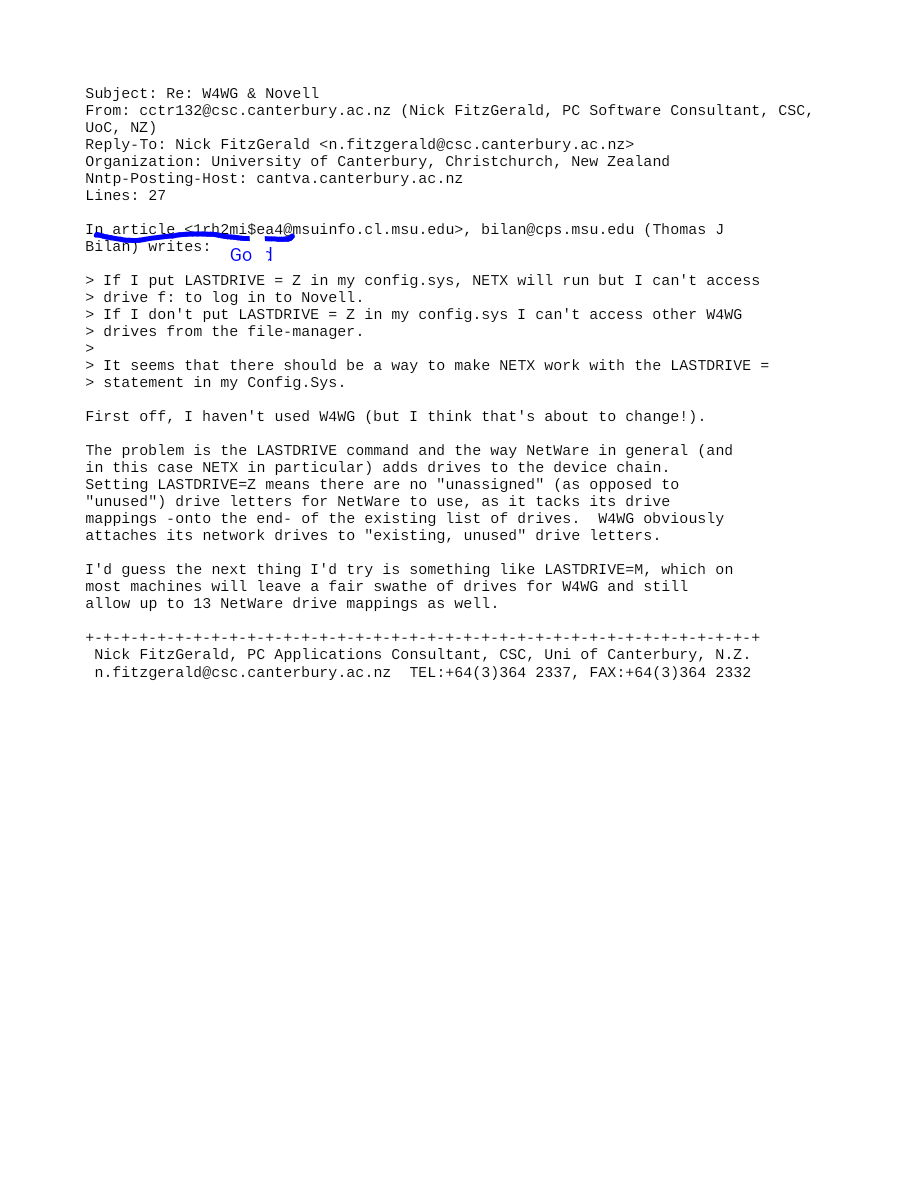 Subject: Re: W4WG & Novell
From: cctr132@csc.canterbury.ac.nz (Nick FitzGerald, PC Software Consultant, CSC,
UoC, NZ)
Reply-To: Nick FitzGerald <n.fitzgerald@csc.canterbury.ac.nz>
Organization: University of Canterbury, Christchurch, New Zealand
Nntp-Posting-Host: cantva.canterbury.ac.nz
Lines: 27

In article <1rh2mi$ea4@msuinfo.cl.msu.edu>, bilan@cps.msu.edu (Thomas J
Bilan) writes:

> If I put LASTDRIVE = Z in my config.sys, NETX will run but I can't access
> drive f: to log in to Novell.
> If I don't put LASTDRIVE = Z in my config.sys I can't access other W4WG
> drives from the file-manager.
>
> It seems that there should be a way to make NETX work with the LASTDRIVE =
> statement in my Config.Sys.

First off, I haven't used W4WG (but I think that's about to change!).

The problem is the LASTDRIVE command and the way NetWare in general (and
in this case NETX in particular) adds drives to the device chain.
Setting LASTDRIVE=Z means there are no "unassigned" (as opposed to
"unused") drive letters for NetWare to use, as it tacks its drive
mappings -onto the end- of the existing list of drives.  W4WG obviously
attaches its network drives to "existing, unused" drive letters.

I'd guess the next thing I'd try is something like LASTDRIVE=M, which on
most machines will leave a fair swathe of drives for W4WG and still
allow up to 13 NetWare drive mappings as well.

+-+-+-+-+-+-+-+-+-+-+-+-+-+-+-+-+-+-+-+-+-+-+-+-+-+-+-+-+-+-+-+-+-+-+-+-+-+
Nick FitzGerald, PC Applications Consultant, CSC, Uni of Canterbury, N.Z.
n.fitzgerald@csc.canterbury.ac.nz  TEL:+64(3)364 2337, FAX:+64(3)364 2332